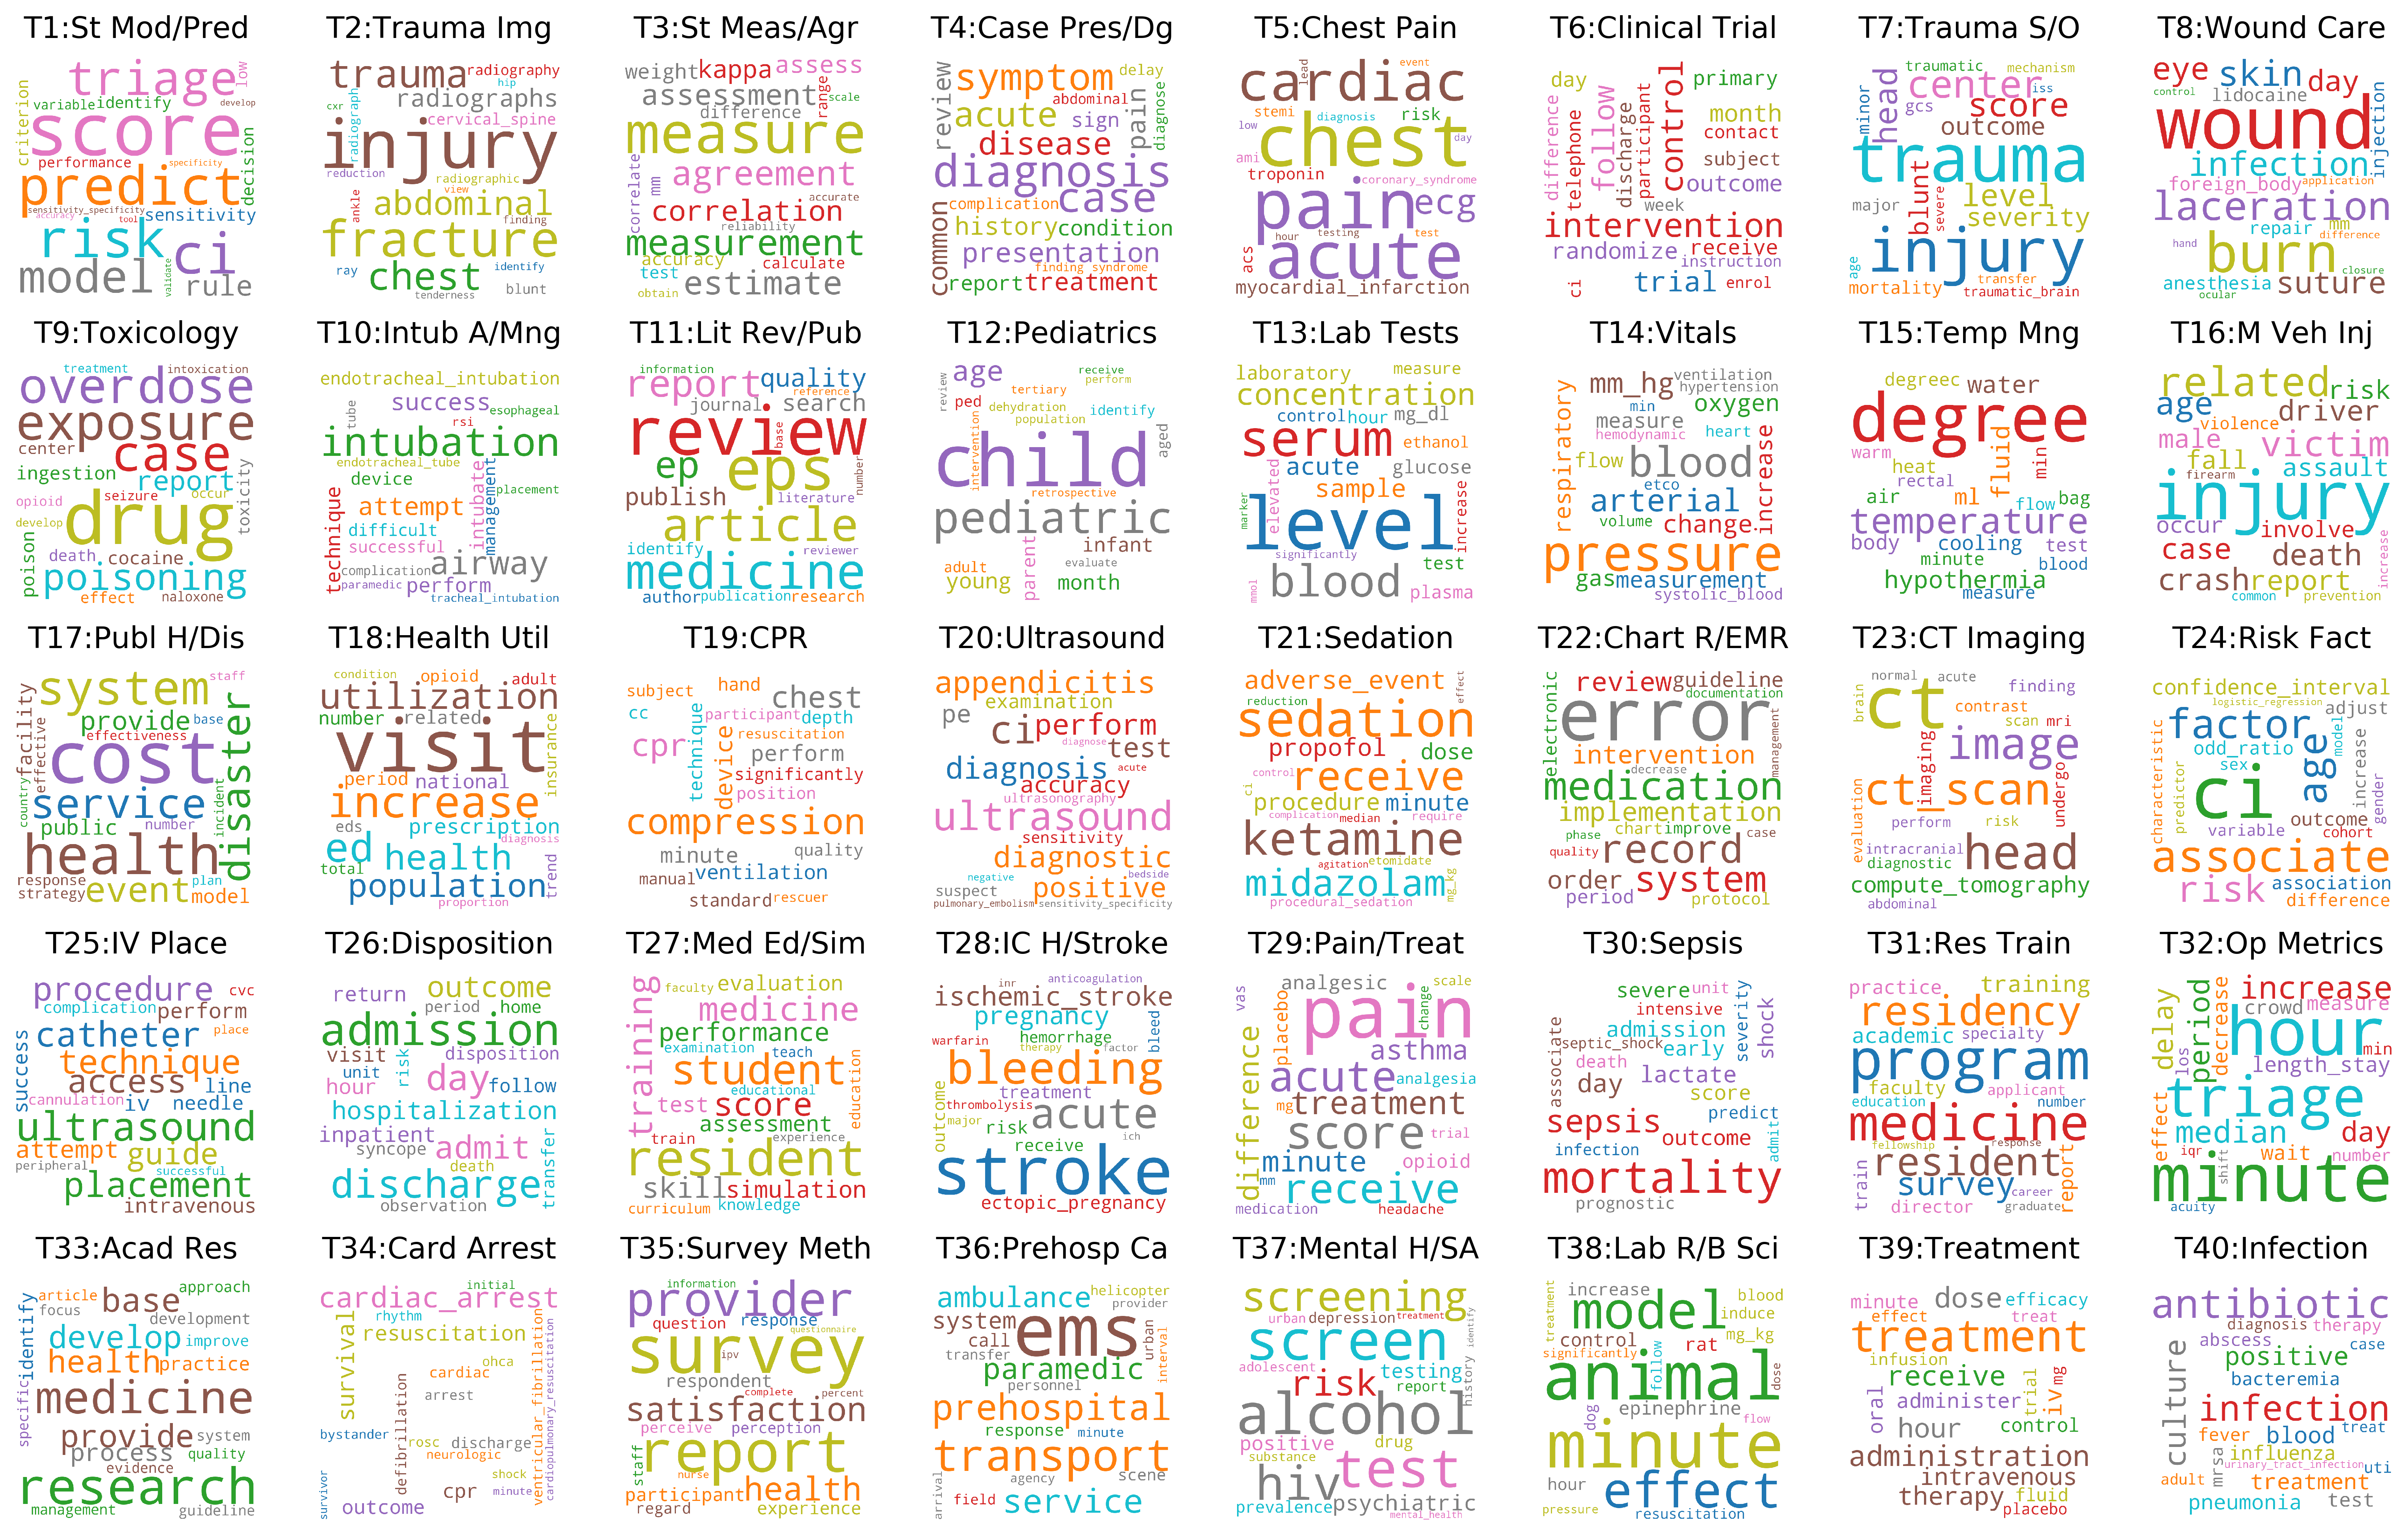 T1:St Mod/Pred
triage
low
criterion
variable
identify
develop
score
decision
performance
specificity
predict
sensitivity_specificity
sensitivity
accuracy
tool
risk
ci
model
validate
rule
T2:Trauma Img
trauma
radiography
hip
cxr
radiograph
radiographs
cervical_spine
injury
reduction
radiographic
view
ankle
abdominal
finding
fracture
ray
chest
identify
tenderness
blunt
T3:St Meas/Agr
weight
kappa
assess
assessment
range
scale
difference
measure
correlate
mm
agreement
accurate
correlation
reliability
measurement
accuracy
calculate
test
obtain
estimate
T4:Case Pres/Dg
review
symptom
delay
abdominal
acute
sign
pain
diagnose
disease
diagnosis
complication
case
common
history
condition
presentation
finding
syndrome
report
treatment
T5:Chest Pain
lead
event
cardiac
stemi
diagnosis
risk
low
chest
day
ami
troponin
coronary_syndrome
pain
ecg
hour
testing
test
acs
acute
myocardial_infarction
T6:Clinical Trial
day
control
primary
difference
telephone
follow
discharge
participant
month
contact
subject
outcome
week
intervention
randomize
receive
instruction
ci
trial
enrol
T7:Trauma S/O
traumatic
mechanism
minor
head
center
iss
gcs
score
outcome
trauma
major
blunt
severe
level
severity
injury
age
transfer
mortality
traumatic_brain
T8:Wound Care
eye
skin
day
control
lidocaine
wound
injection
infection
foreign_body
application
laceration
repair
mm
difference
hand
burn
closure
anesthesia
suture
ocular
T9:Toxicology
treatment
intoxication
overdose
exposure
center
case
ingestion
report
toxicity
opioid
seizure
occur
develop
drug
poison
death
cocaine
poisoning
effect
naloxone
T10:Intub A/Mng
endotracheal_intubation
tube
success
esophageal
rsi
intubation
endotracheal_tube
device
intubate
management
placement
technique
attempt
difficult
successful
airway
complication
paramedic
perform
tracheal_intubation
T11:Lit Rev/Pub
information
report
quality
reference
journal
search
review
base
ep
eps
number
publish
literature
article
identify
reviewer
medicine
author
publication
research
T12:Pediatrics
review
age
receive
perform
tertiary
ped
dehydration
identify
population
intervention
child
aged
retrospective
pediatric
parent
infant
adult
evaluate
young
month
T13:Lab Tests
laboratory
measure
concentration
control
hour
mg_dl
serum
ethanol
elevated
acute
glucose
marker
sample
increase
level
significantly
test
mmol
blood
plasma
T14:Vitals
respiratory
mm_hg
ventilation
hypertension
min
oxygen
measure
hemodynamic
heart
increase
flow
blood
etco
arterial
volume
change
pressure
gas
measurement
systolic_blood
T15:Temp Mng
degreec
water
degree
warm
heat
rectal
fluid
min
air
ml
flow
bag
temperature
body
cooling
test
minute
blood
hypothermia
measure
T16:M Veh Inj
related
risk
age
driver
violence
male
victim
fall
assault
firearm
injury
occur
involve
case
death
increase
crash
report
common
prevention
T17:Publ H/Dis
system
staff
facility
effective
provide
base
effectiveness
disaster
cost
country
service
incident
public
number
health
response
plan
strategy
event
model
T18:Health Util
condition
opioid
adult
utilization
number
related
insurance
visit
period
national
increase
eds
prescription
ed
diagnosis
health
total
population
trend
proportion
T19:CPR
subject
hand
chest
cc
technique
participant
depth
cpr
device
resuscitation
perform
significantly
position
compression
minute
quality
manual
ventilation
standard
rescuer
T20:Ultrasound
appendicitis
examination
pe
ci
perform
diagnose
test
diagnosis
acute
accuracy
ultrasonography
ultrasound
sensitivity
diagnostic
negative
bedside
suspect
positive
pulmonary_embolism
sensitivity_specificity
T21:Sedation
adverse_event
effect
reduction
sedation
propofol
dose
control
receive
ci
procedure
minute
complication
median
require
ketamine
agitation
etomidate
midazolam
mg_kg
procedural_sedation
T22:Chart R/EMR
electronic
review
guideline
documentation
error
management
intervention
decrease
medication
implementation
phase
chart
improve
case
quality
record
order
system
period
protocol
T23:CT Imaging
normal
acute
finding
brain
ct
contrast
scan
mri
imaging
image
undergo
ct_scan
evaluation
perform
risk
intracranial
diagnostic
head
compute_tomography
abdominal
T24:Risk Fact
confidence_interval
logistic_regression
adjust
characteristic
factor
model
increase
odd_ratio
age
sex
predictor
ci
gender
outcome
variable
cohort
associate
risk
association
difference
T25:IV Place
procedure
cvc
complication
perform
success
catheter
place
technique
access
line
cannulation
iv
needle
ultrasound
attempt
guide
peripheral
successful
placement
intravenous
T26:Disposition
return
outcome
period
home
admission
visit
risk
disposition
unit
hour
day
follow
hospitalization
inpatient
syncope
admit
transfer
death
discharge
observation
T27:Med Ed/Sim
training
faculty
evaluation
medicine
performance
examination
teach
student
education
educational
test
score
assessment
train
experience
resident
skill
simulation
curriculum
knowledge
T28:IC H/Stroke
inr
anticoagulation
ischemic_stroke
pregnancy
bleed
warfarin
hemorrhage
therapy
factor
bleeding
outcome
treatment
thrombolysis
major
acute
risk
ich
receive
stroke
ectopic_pregnancy
T29:Pain/Treat
vas
analgesic
scale
placebo
pain
change
difference
asthma
acute
analgesia
mg
treatment
score
trial
minute
opioid
mm
receive
medication
headache
T30:Sepsis
severe
unit
severity
shock
intensive
associate
admission
septic_shock
early
death
day
lactate
score
predict
sepsis
outcome
admitt
infection
mortality
prognostic
T31:Res Train
practice
training
residency
academic
specialty
program
faculty
applicant
education
number
medicine
fellowship
response
resident
report
train
survey
career
director
graduate
T32:Op Metrics
delay
period
decrease
increase
crowd
measure
hour
los
min
length_stay
triage
effect
median
day
iqr
shift
wait
number
minute
acuity
T33:Acad Res
approach
identify
article
base
focus
development
develop
improve
health
practice
specific
medicine
provide
system
process
quality
evidence
research
management
guideline
T34:Card Arrest
initial
cardiac_arrest
survival
rhythm
resuscitation
ventricular_fibrillation
cardiopulmonary_resuscitation
ohca
cardiac
defibrillation
arrest
bystander
rosc
discharge
neurologic
shock
survivor
cpr
minute
outcome
T35:Survey Meth
information
provider
question
response
questionnaire
survey
ipv
respondent
complete
percent
satisfaction
perceive
perception
report
staff
nurse
participant
health
regard
experience
T36:Prehosp Ca
helicopter
ambulance
provider
system
ems
urban
interval
call
transfer
paramedic
personnel
prehospital
response
minute
transport
agency
scene
arrival
field
service
T37:Mental H/SA
screening
urban
depression
treatment
identify
screen
adolescent
testing
risk
report
history
alcohol
positive
drug
substance
hiv
test
prevalence
psychiatric
mental_health
T38:Lab R/B Sci
treatment
increase
blood
model
induce
control
rat
mg_kg
significantly
follow
animal
dose
dog
epinephrine
flow
minute
hour
effect
pressure
resuscitation
T39:Treatment
minute
dose
efficacy
effect
treat
treatment
infusion
receive
trial
iv
mg
oral
administer
hour
control
administration
intravenous
therapy
fluid
placebo
T40:Infection
antibiotic
diagnosis
therapy
abscess
case
culture
positive
bacteremia
infection
fever
blood
treat
mrsa
influenza
urinary_tract_infection
uti
adult
treatment
pneumonia
test